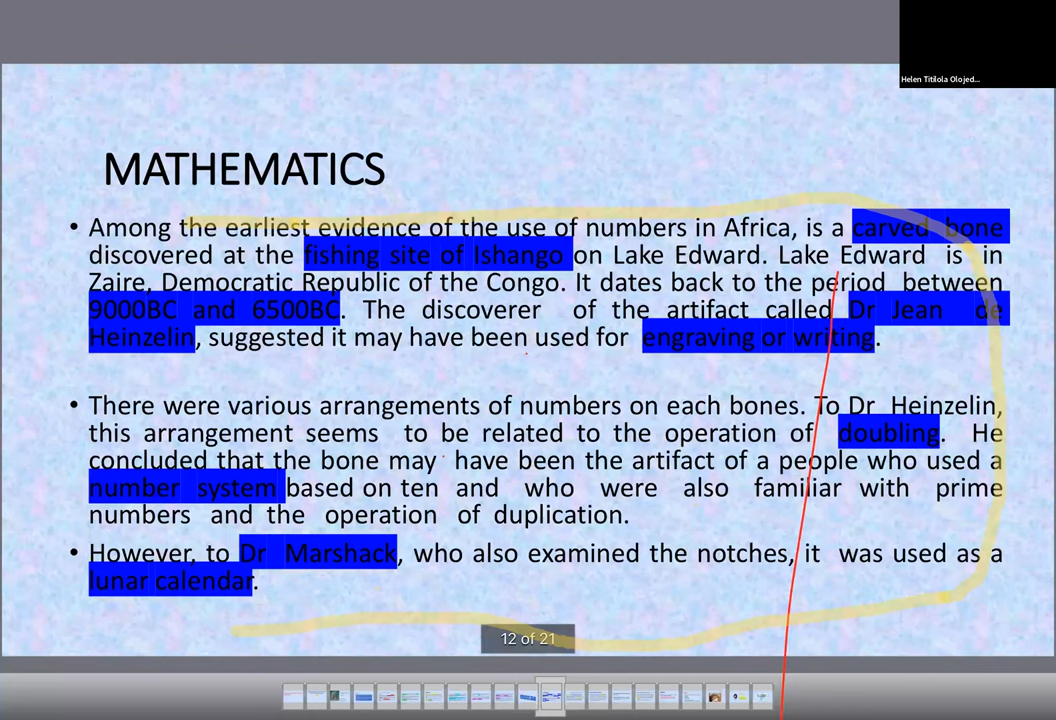 Helen Titilola Olojed...
MATHEMATICS
• Among the earliest evidence of the use of numbers in Africa, is a carved bone
discovered at the fishing site of Ishango on Lake Edward. Lake Edward is in
Zaire, Democratic Republic of the Congo. It dates back to the period between
9000BC and 6500BC. The discoverer of the artifact called Dr Jean de
Heinzelin, suggested it may have been used for engraving or writing.
• There were various arrangements of numbers on each bones. To Dr Heinzelin,
this arrangement seems to be related to the operation of doubling. He
concluded that the bone may have been the artifact of a people who used a
number system based on ten and who were also familiar with prime
numbers and the operation of duplication.
• However, to Dr Marshack, who also examined the notches, it was used as a
lunar calendar.
12 of 21